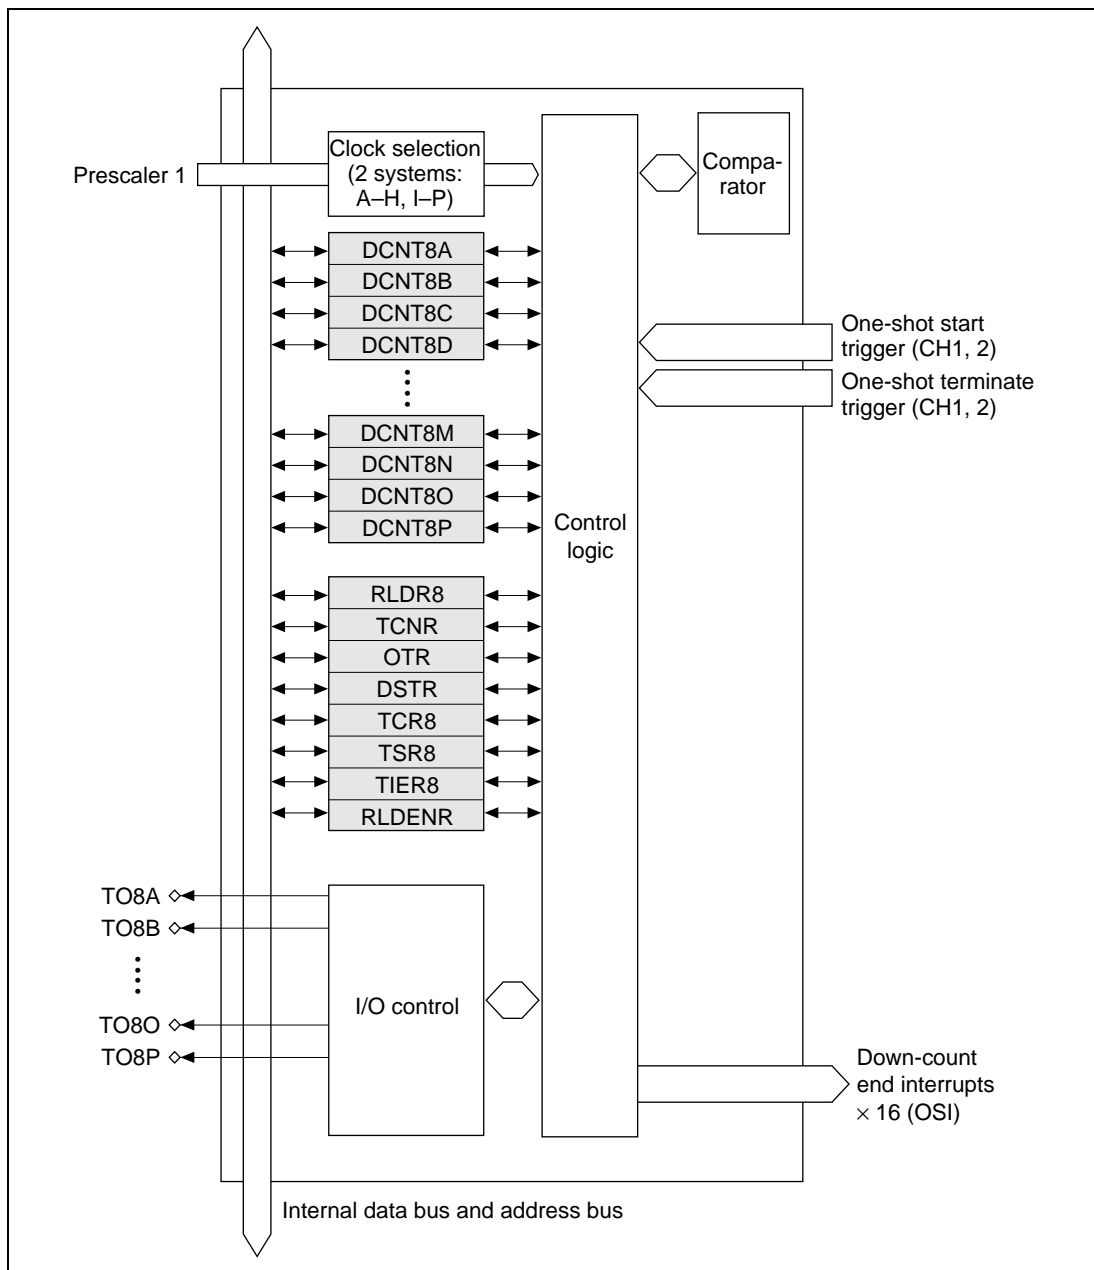 Prescaler 1
Clock selection
(2 systems:
A–H, I–P)
Compa-
rator
DCNT8A
DCNT8B
DCNT8C
DCNT8D
One-shot start
trigger (CH1, 2)
One-shot terminate
trigger (CH1, 2)
DCNT8M
DCNT8N
DCNT8O
DCNT8P
Control
logic
RLDR8
TCNR
OTR
DSTR
TCR8
TSR8
TIER8
RLDENR
TO8A
TO8B
TO8O
TO8P
I/O control
Down-count
end interrupts
× 16 (OSI)
Internal data bus and address bus